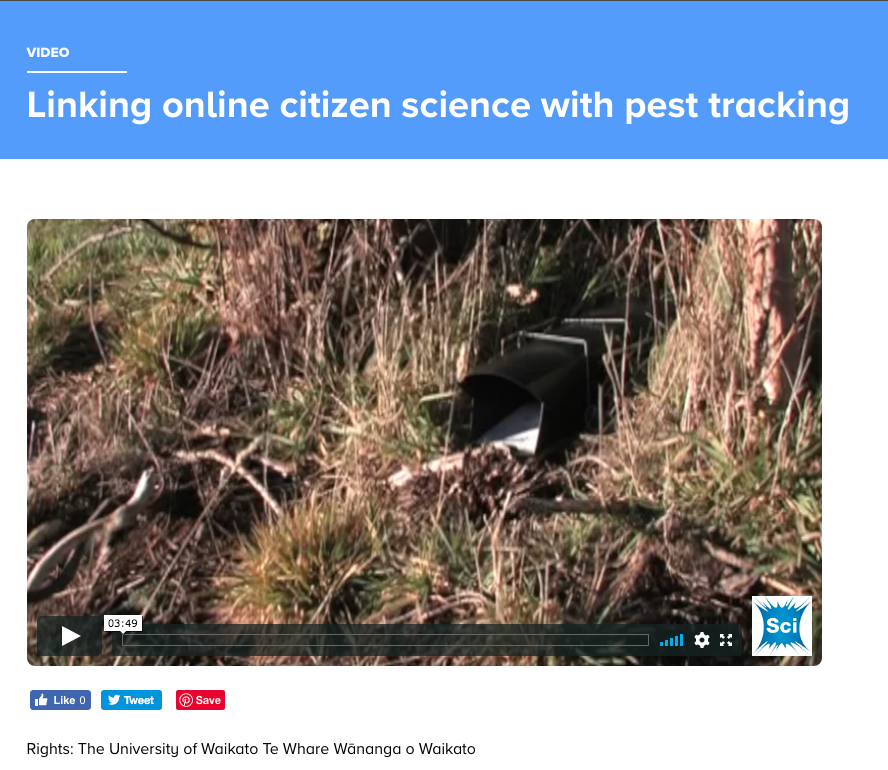 VIDEO
Linking online citizen science with pest tracking
03:49
Sci
Like 0
Tweet
Save
Rights: The University of Waikato Te Whare Wānanga o Waikato